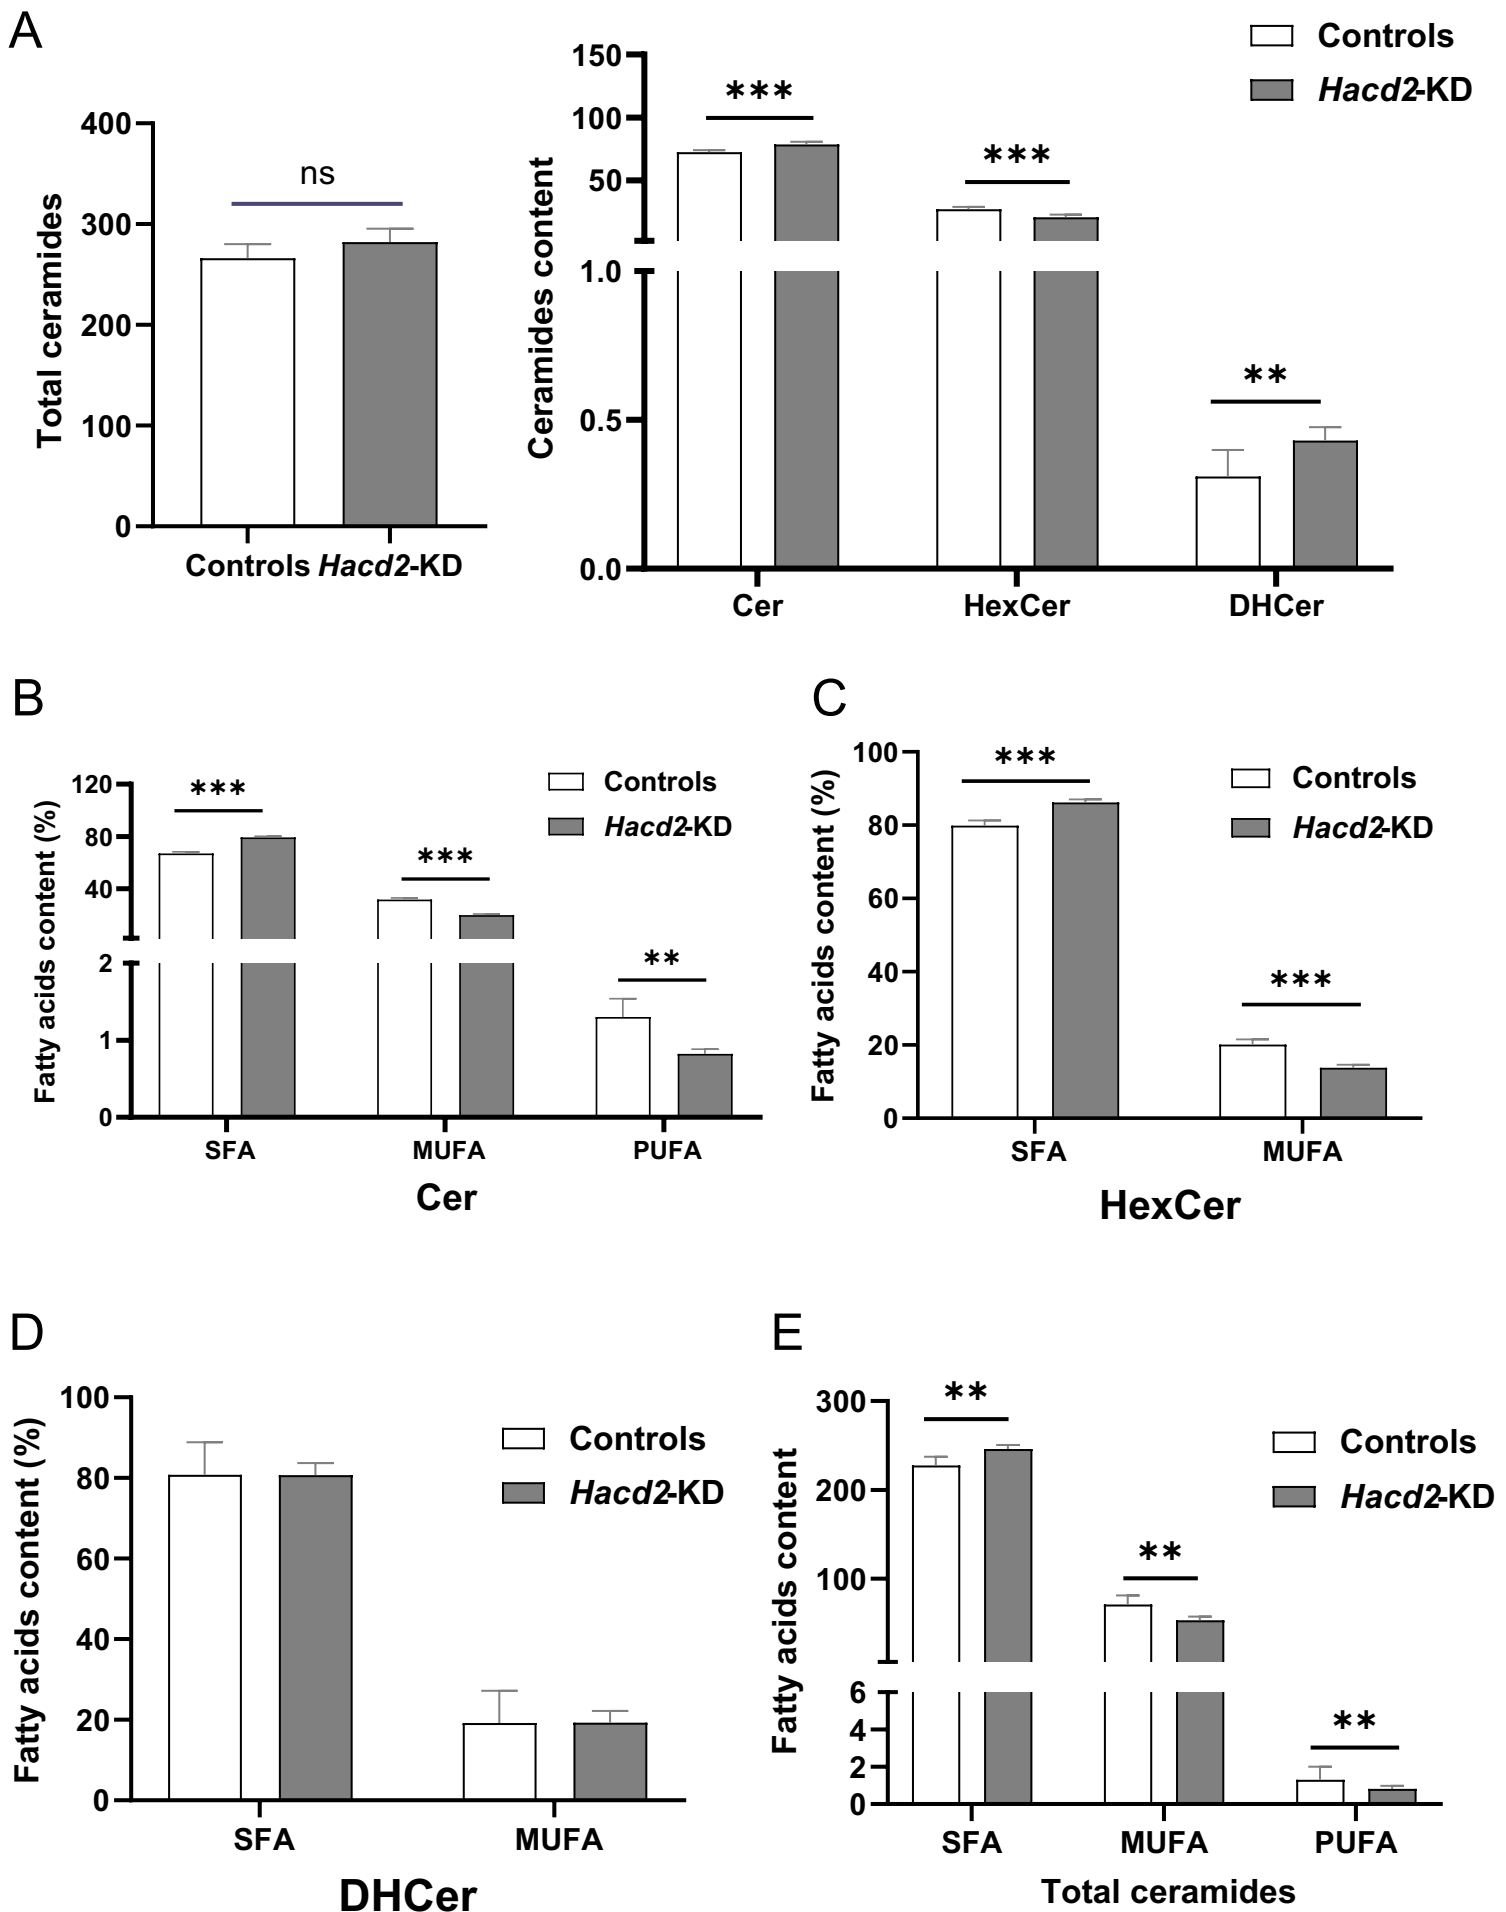 A
Total ceramides
400
300
200
100
0
ns
Controls Hacd2-KD
Ceramides content
150
100
50
1.0
0.5
0.0
***
***
**
Cer HexCer DHCer
Controls
Hacd2-KD
B
Fatty acids content (%)
120
80
40
2
1
0
***
***
**
SFA MUFA PUFA
Cer
Controls
Hacd2-KD
C
Fatty acids content (%)
100
80
60
40
20
0
***
***
SFA MUFA
HexCer
Controls
Hacd2-KD
D
Fatty acids content (%)
100
80
60
40
20
0
SFA MUFA
DHCer
Controls
Hacd2-KD
E
Fatty acids content
300
200
100
6
4
2
0
**
**
**
SFA MUFA PUFA
Total ceramides
Controls
Hacd2-KD